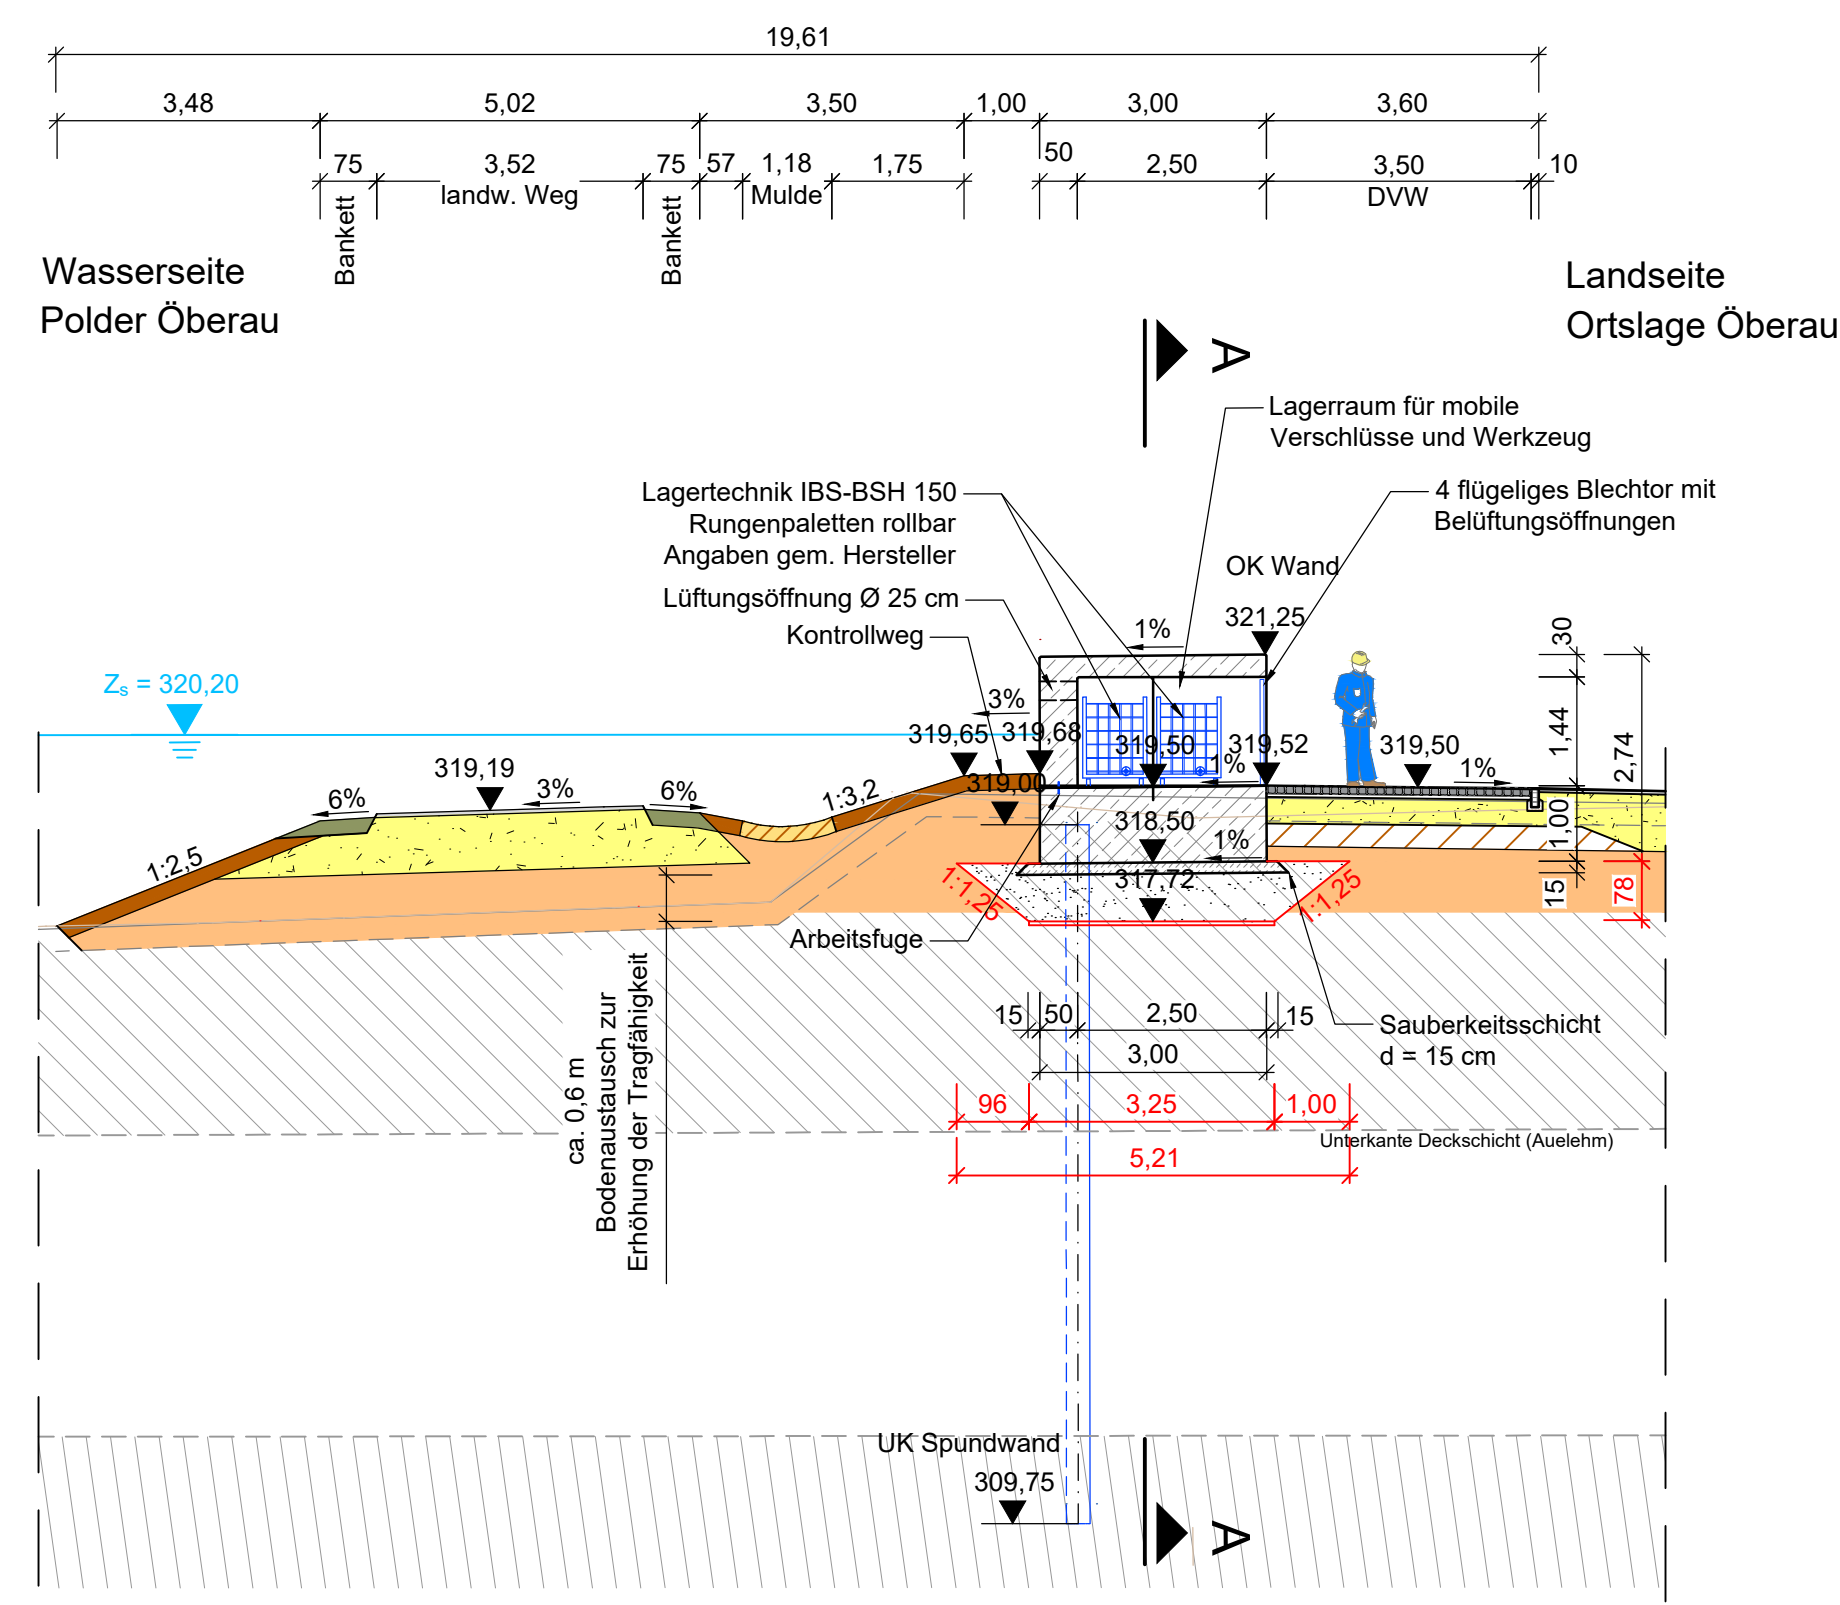 19,61
3,48
5,02
3,50
1,00
3,00
3,60
75
3,52
75
57
1,18
1,75
50
2,50
3,50
10
landw. Weg
Mulde
DVW
Bankett
Bankett
Wasserseite
Polder Öberau
Landseite
Ortslage Öberau
A
Lagerraum für mobile
Verschlüsse und Werkzeug
Lagertechnik IBS-BSH 150
Rungenpaletten rollbar
Angaben gem. Hersteller
4 flügeliges Blechtor mit
Belüftungsöffnungen
OK Wand
321,25
Lüftungsöffnung Ø 25 cm
Kontrollweg
1%
30
Zₛ = 320,20
3%
319,65
319,68
319,50
319,52
319,50
1,44
2,74
319,19
319,00
1%
1%
6%
3%
6%
1:3,2
318,50
1,00
1%
1:2,5
317,72
1:1,25
1:1,25
15
78
Arbeitsfuge
ca. 0,6 m
Bodenaustausch zur
Erhöhung der Tragfähigkeit
15
50
2,50
15
3,00
Sauberkeitsschicht
d = 15 cm
96
3,25
1,00
5,21
Unterkante Deckschicht (Auelehm)
UK Spundwand
309,75
A